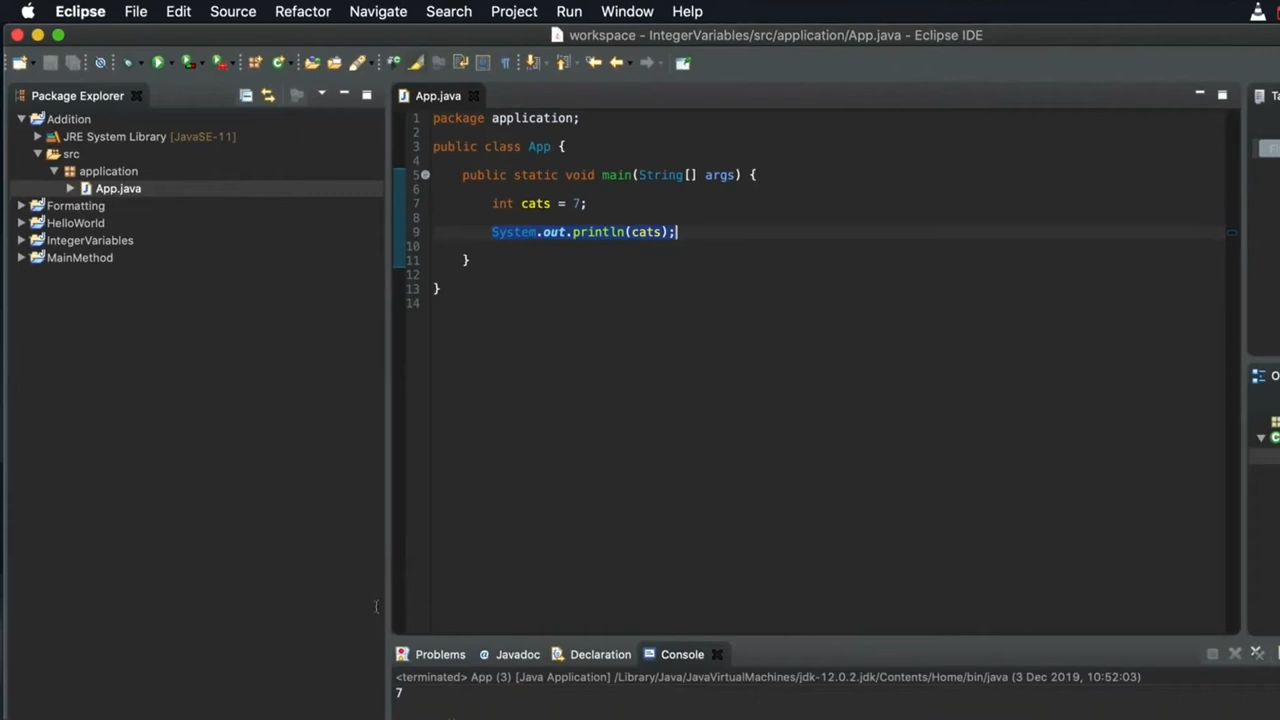 Eclipse File Edit Source Refactor Navigate Search Project Run Window Help
workspace - IntegerVariables/src/application/App.java - Eclipse IDE
Package Explorer
Addition
JRE System Library [JavaSE-11]
src
application
App.java
Formatting
HelloWorld
IntegerVariables
MainMethod
App.java
1 package application;
2
3 public class App {
4
5 public static void main(String[] args) {
6
7 int cats = 7;
8
9 System.out.println(cats);
10
11 }
12
13 }
14
Problems @ Javadoc Declaration Console
<terminated> App (3) [Java Application] /Library/Java/JavaVirtualMachines/jdk-12.0.2.jdk/Contents/Home/bin/java (3 Dec 2019, 10:52:03)
7